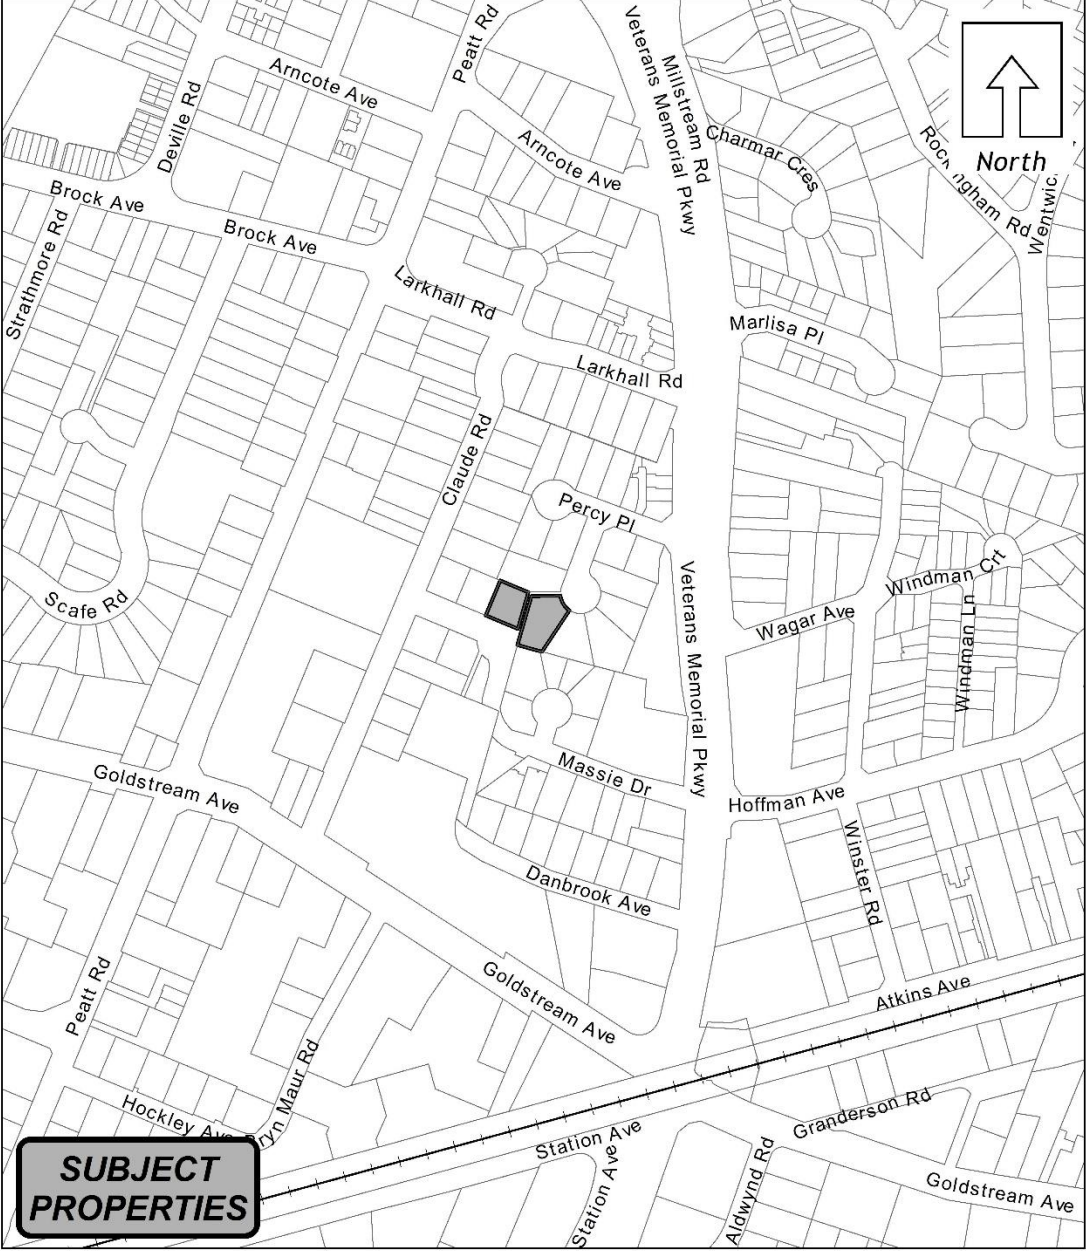 Peatt Rd
Arncote Ave
Deville Rd
Veterans Memorial Pkwy
Millstream Rd
Charmar Cres
Arncote Ave
North
Rockingham Rd
Brock Ave
Strathmore Rd
Brock Ave
Larkhall Rd
Marlisa Pl
Larkhall Rd
Claude Rd
Percy Pl
Scafe Rd
Veterans Memorial Pkwy
Windman Crt
Wagar Ave
Windman Ln
Goldstream Ave
Massie Dr
Hoffman Ave
Winster Rd
Danbrook Ave
Peatt Rd
Goldstream Ave
Atkins Ave
Hockley Ave
Bryn Maur Rd
Station Ave
Station Ave
Aldwynd Rd
Granderson Rd
Goldstream Ave
SUBJECT
PROPERTIES